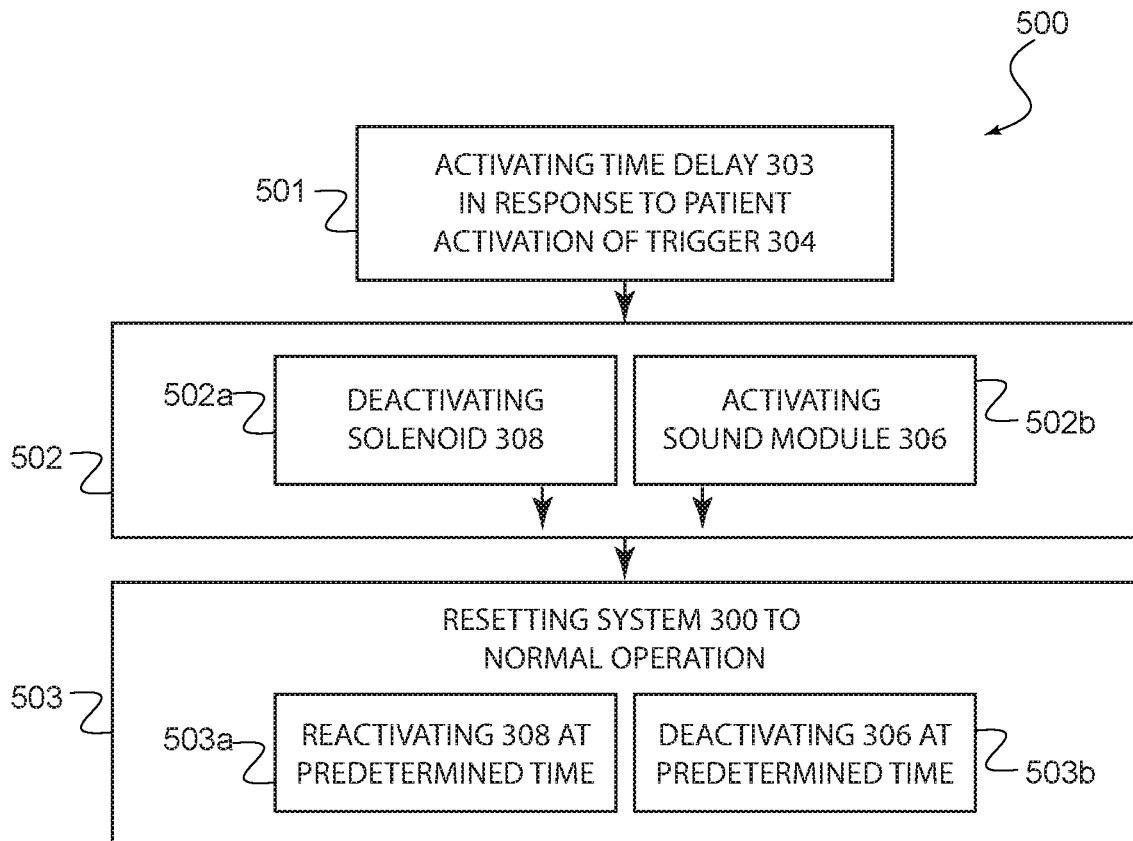 500
501
ACTIVATING TIME DELAY 303
IN RESPONSE TO PATIENT
ACTIVATION OF TRIGGER 304
502
502a
DEACTIVATING
SOLENOID 308
ACTIVATING
SOUND MODULE 306
502b
503
RESETTING SYSTEM 300 TO
NORMAL OPERATION
503a
REACTIVATING 308 AT
PREDETERMINED TIME
DEACTIVATING 306 AT
PREDETERMINED TIME
503b